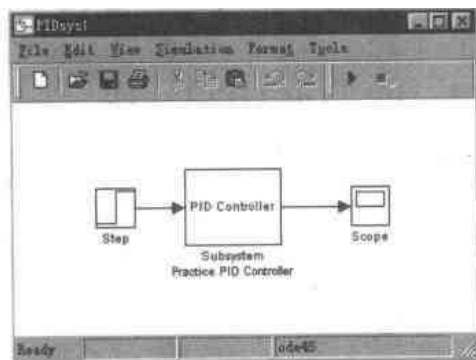 PIDsys1
File Edit View Simulation Format Tools
PID Controller
Step
Scope
Subsystem
Practice PID Controller
Ready
ode45